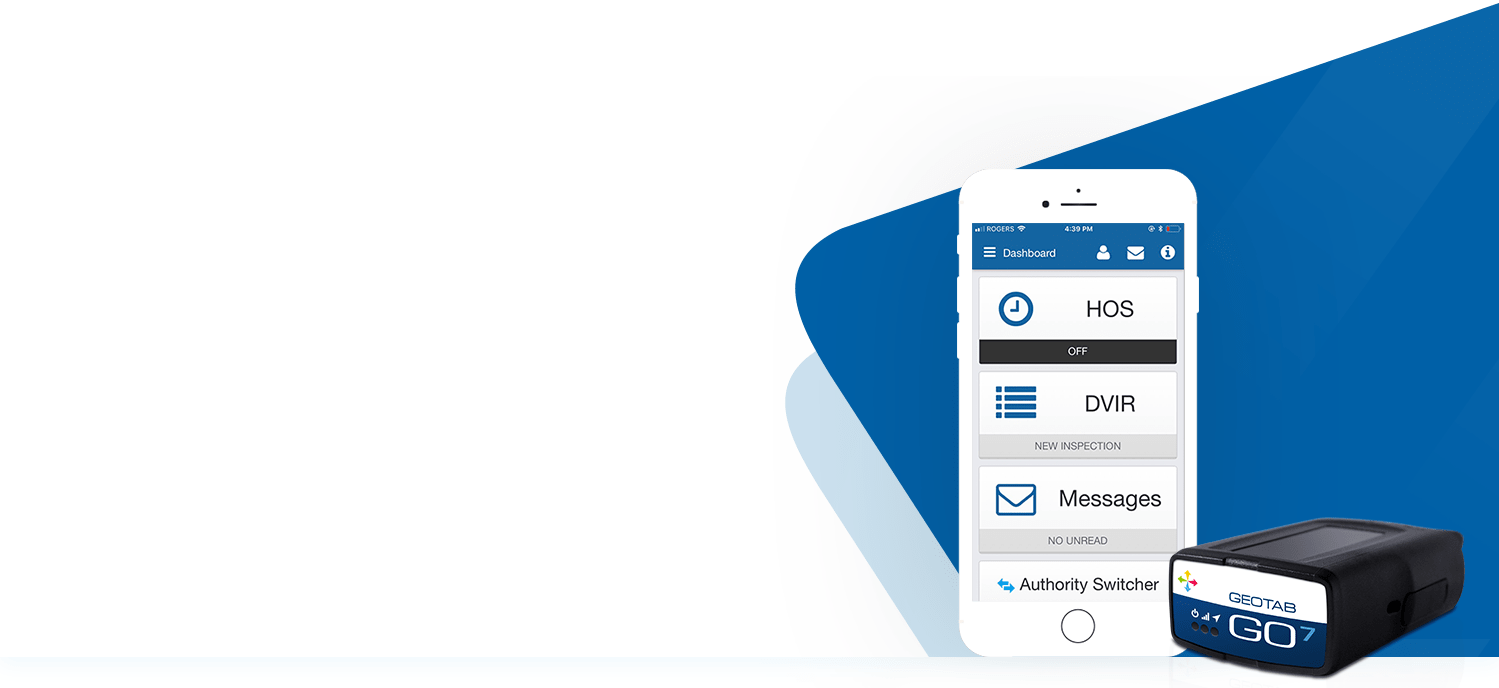 ROGERS 4:39 PM
Dashboard
HOS
OFF
DVIR
NEW INSPECTION
Messages
NO UNREAD
Authority Switcher
GEOTAB
GO7